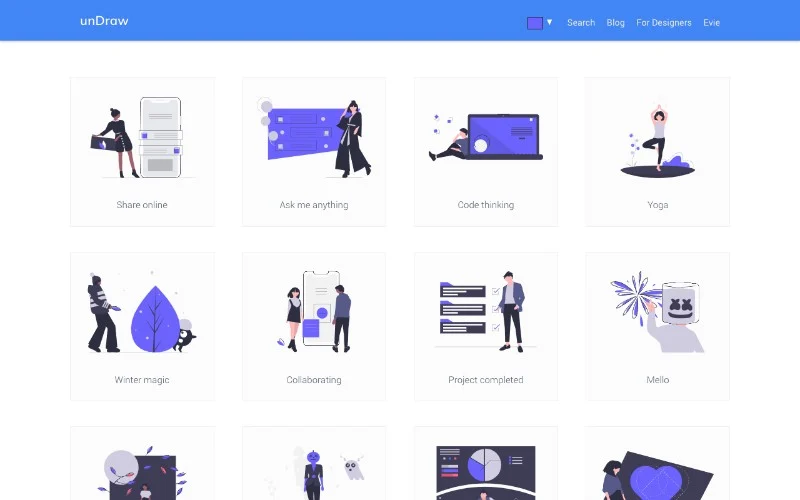 unDraw
Search Blog For Designers Evie
Share online
Ask me anything
Code thinking
Yoga
Winter magic
Collaborating
Project completed
Mello